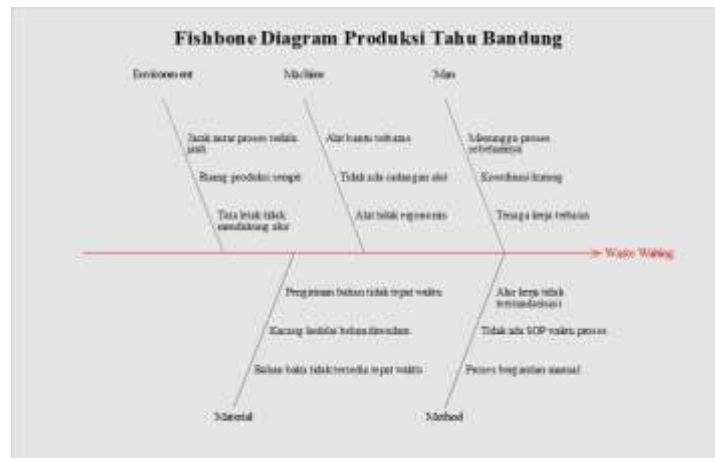 Fishbone Diagram Produksi Tahu Bandung
Environment
Machine
Man
Jarak antar proses terlalu
jauh
Ruang produksi sempit
Tata letak tidak
mendukung alur
Alat bantu terbatas
Tidak ada cadangan alat
Alat tidak ergonomis
Menunggu proses
sebelumnya
Koordinasi kurang
Tenaga kerja terbatas
Waste Waiting
Pengiriman bahan tidak tepat waktu
Kacang kedelai belum direndam
Bahan baku tidak tersedia tepat waktu
Alur kerja tidak
terstandarisasi
Tidak ada SOP waktu proses
Proses bergantian manual
Material
Method